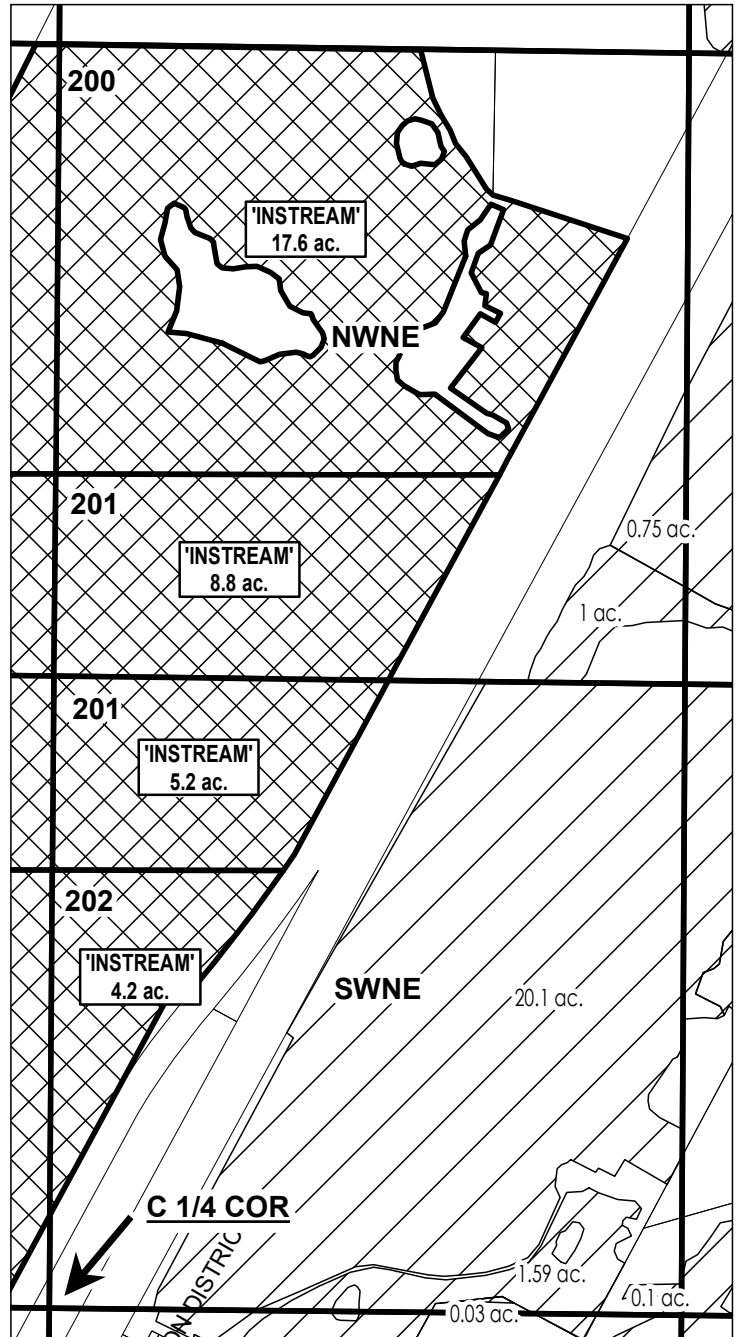 200
'INSTREAM'
17.6 ac.
NWNE
201
'INSTREAM'
8.8 ac.
0.75 ac.
1 ac.
201
'INSTREAM'
5.2 ac.
202
'INSTREAM'
4.2 ac.
SWNE
20.1 ac.
C 1/4 COR
ON DISTRIC
1.59 ac.
0.1 ac.
0.03 ac.